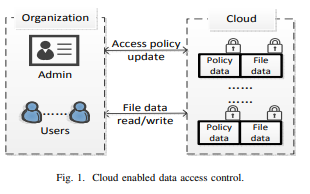 Organization
Cloud
Admin
Access policy
update
Policy
data
File
data
......
Users
File data
read/write
......
Policy
data
File
data
Fig. 1. Cloud enabled data access control.